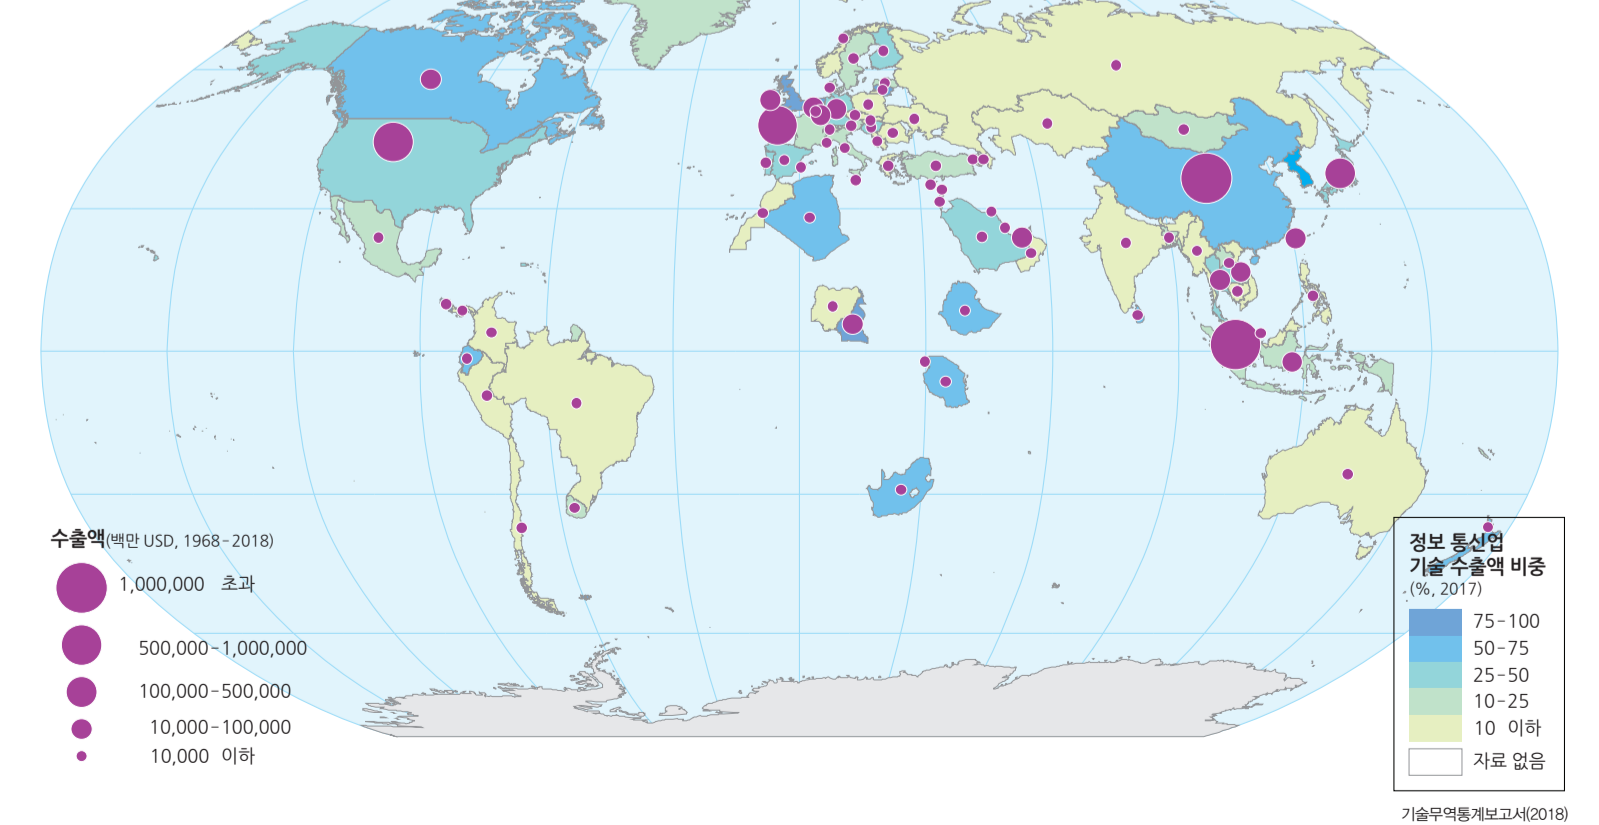 수출액(백만 USD, 1968-2018)
1,000,000 초과
500,000-1,000,000
100,000-500,000
10,000-100,000
10,000 이하
정보 통신업
기술 수출액 비중
(%, 2017)
75-100
50-75
25-50
10-25
10 이하
자료 없음
기술무역통계보고서(2018)